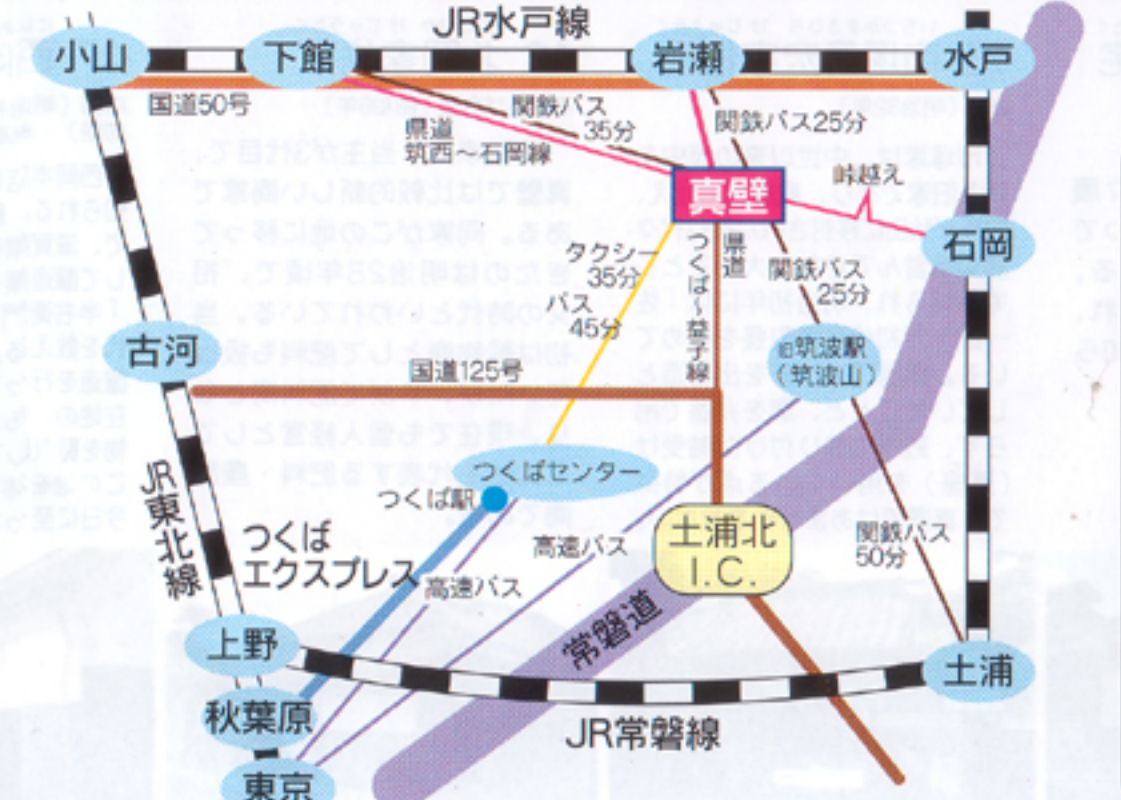 JR水戸線
小山
下館
岩瀬
水戸
国道50号
関鉄バス
35分
県道
筑西〜石岡線
関鉄バス25分
真壁
峠越え
石岡
タクシー
35分
バス
45分
つくば〜益子線
県道
関鉄バス
25分
古河
旧筑波駅
(筑波山)
国道125号
つくばセンター
つくば駅
JR東北線
つくば
エクスプレス
高速バス
高速バス
土浦北
I.C.
関鉄バス
50分
常磐道
上野
土浦
秋葉原
JR常磐線
東京